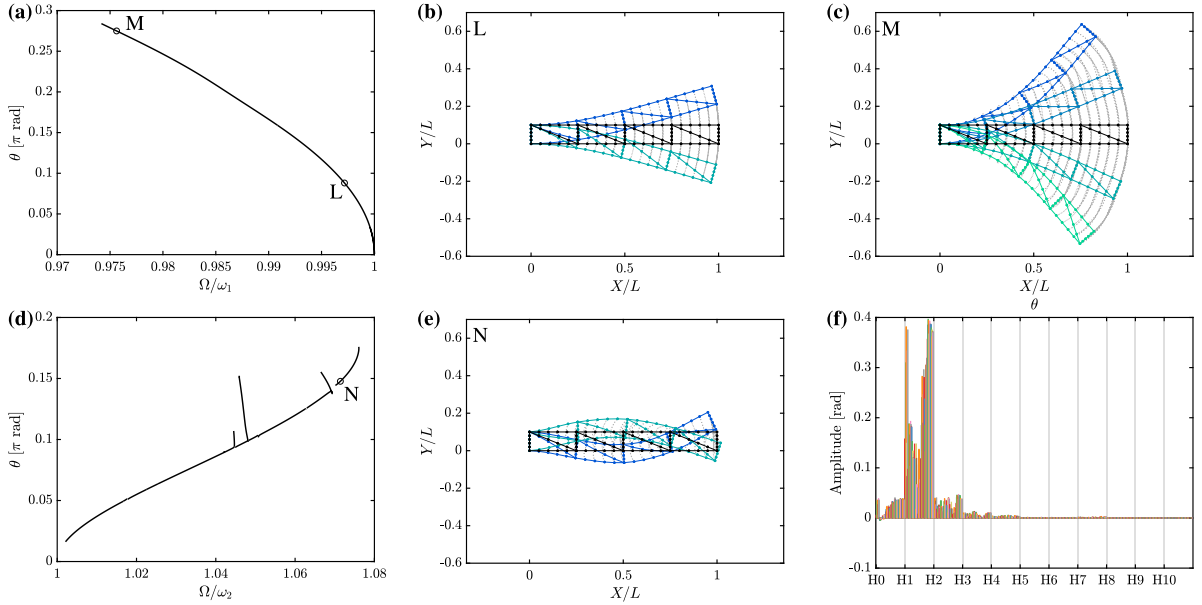 (a)
0.3
0.25
0.2
0.15
0.1
0.05
0
θ [π rad]
M
L
0.97
0.975
0.98
0.985
0.99
0.995
1
Ω/ω₁
(b)
L
0.6
0.4
0.2
0
-0.2
-0.4
-0.6
Y/L
0
0.5
1
X/L
(c)
M
0.6
0.4
0.2
0
-0.2
-0.4
-0.6
Y/L
0
0.5
1
X/L
(d)
0.2
0.15
0.1
0.05
0
θ [π rad]
N
1
1.02
1.04
1.06
1.08
Ω/ω₂
(e)
N
0.6
0.4
0.2
0
-0.2
-0.4
-0.6
Y/L
0
0.5
1
X/L
θ
(f)
0.4
0.3
0.2
0.1
0
-0.1
Amplitude [rad]
H0 H1 H2 H3 H4 H5 H6 H7 H8 H9 H10